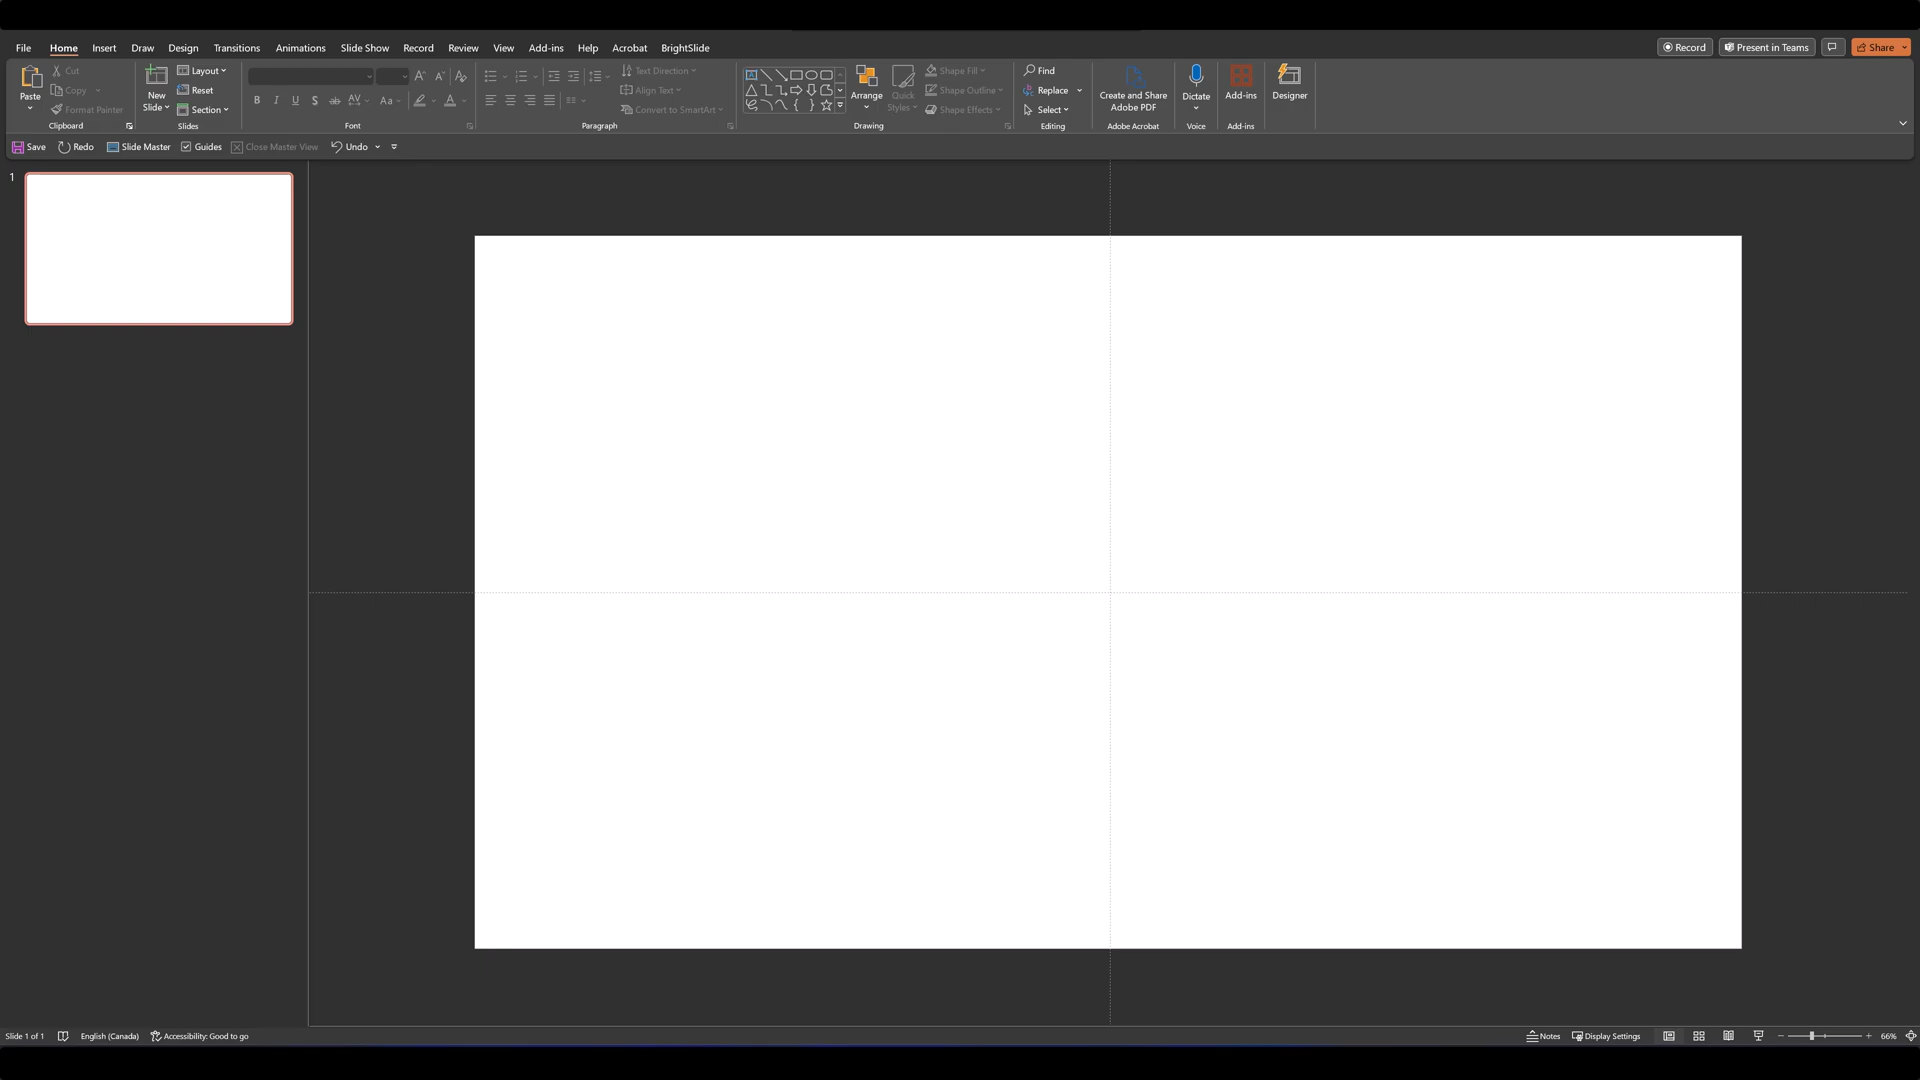 File Home Insert Draw Design Transitions Animations Slide Show Record Review View Add-ins Help Acrobat BrightSlide Record Present in Teams Share
Paste
Cut
Copy
Format Painter
Clipboard
New
Slide
Layout
Reset
Section
Slides
B I U S ab AV Aa A
Font
Text Direction
Align Text
Convert to SmartArt
Paragraph
Arrange
Quick
Styles
Shape Fill
Shape Outline
Shape Effects
Drawing
Find
Replace
Select
Editing
Create and Share
Adobe PDF
Adobe Acrobat
Dictate
Voice
Add-ins
Add-ins
Designer
Save Redo Slide Master Guides Close Master View Undo
1
Slide 1 of 1 English (Canada) Accessibility: Good to go Notes Display Settings 66%